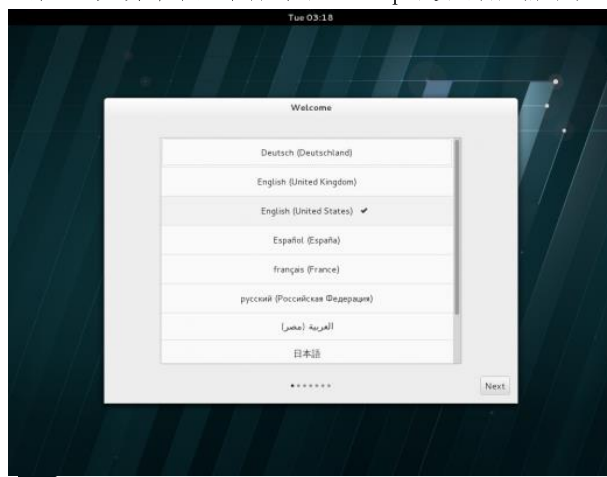 Tue 03:18
Welcome
Deutsch (Deutschland)
English (United Kingdom)
English (United States) ✔
Español (España)
français (France)
русский (Российская Федерация)
العربية (مصر)
日本語
Next